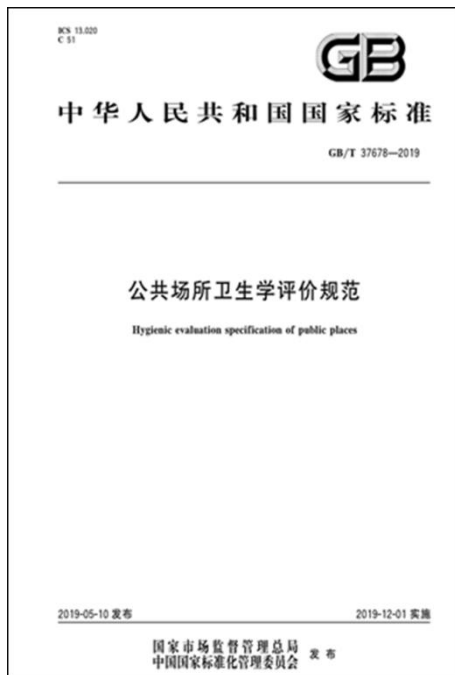 ICS 13.020
C 51
GB
中华人民共和国国家标准
GB/T 37678—2019
公共场所卫生学评价规范
Hygienic evaluation specification of public places
2019-05-10 发布
2019-12-01 实施
国家市场监督管理总局
中国国家标准化管理委员会
发布